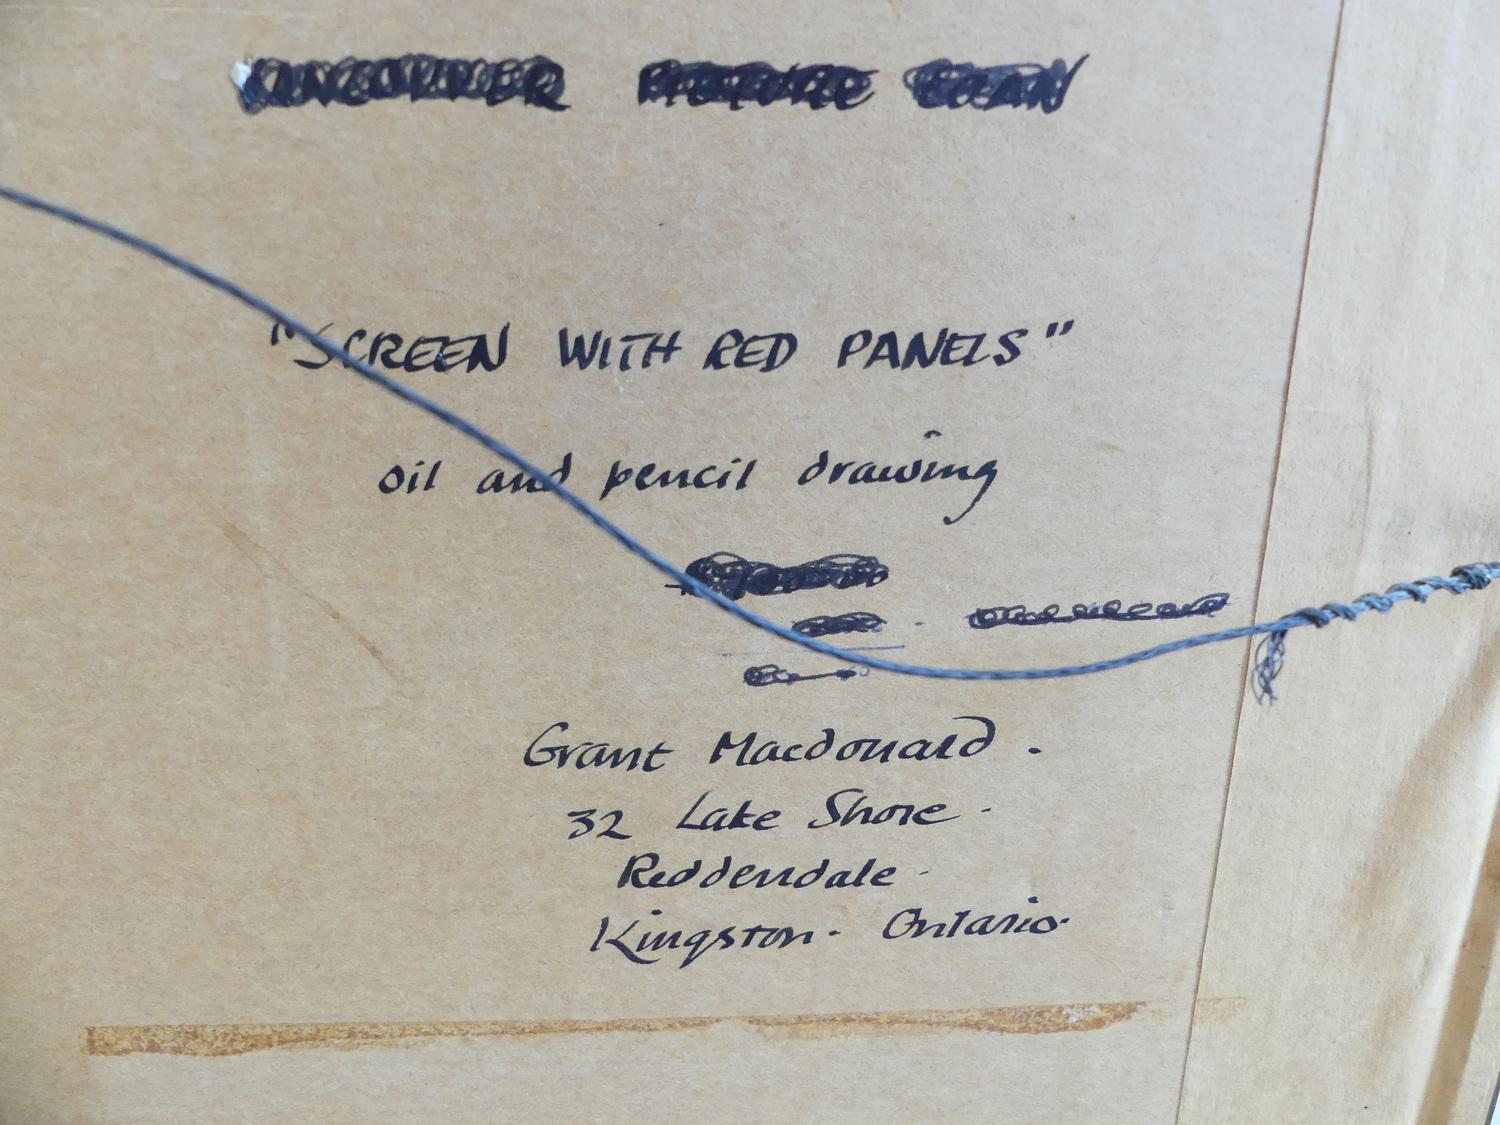 "SCREEN WITH RED PANELS"
oil and pencil drawing
Grant Macdonald.
32 Lake Shore.
Reddendale.
Kingston. Ontario.